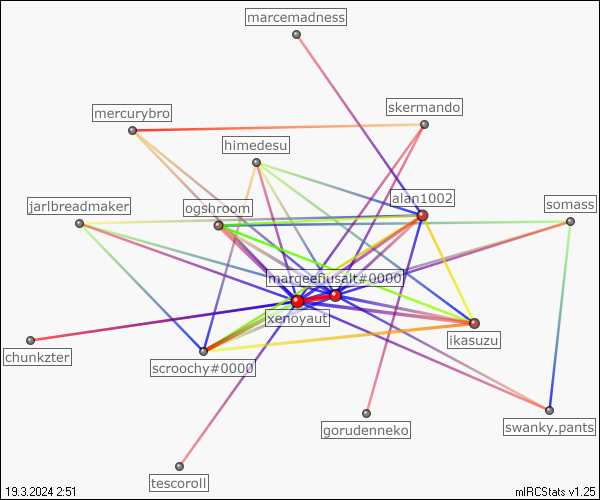 marcemadness
mercurybro
skermando
himedesu
alan1002
jarlbreadmaker
ogshroom
somass
margeefiusalt#0000
xenoyaut
ikasuzu
chunkzter
scroochy#0000
gorudenneko
swanky.pants
tescoroll
19.3.2024 2:51
mIRCStats v1.25